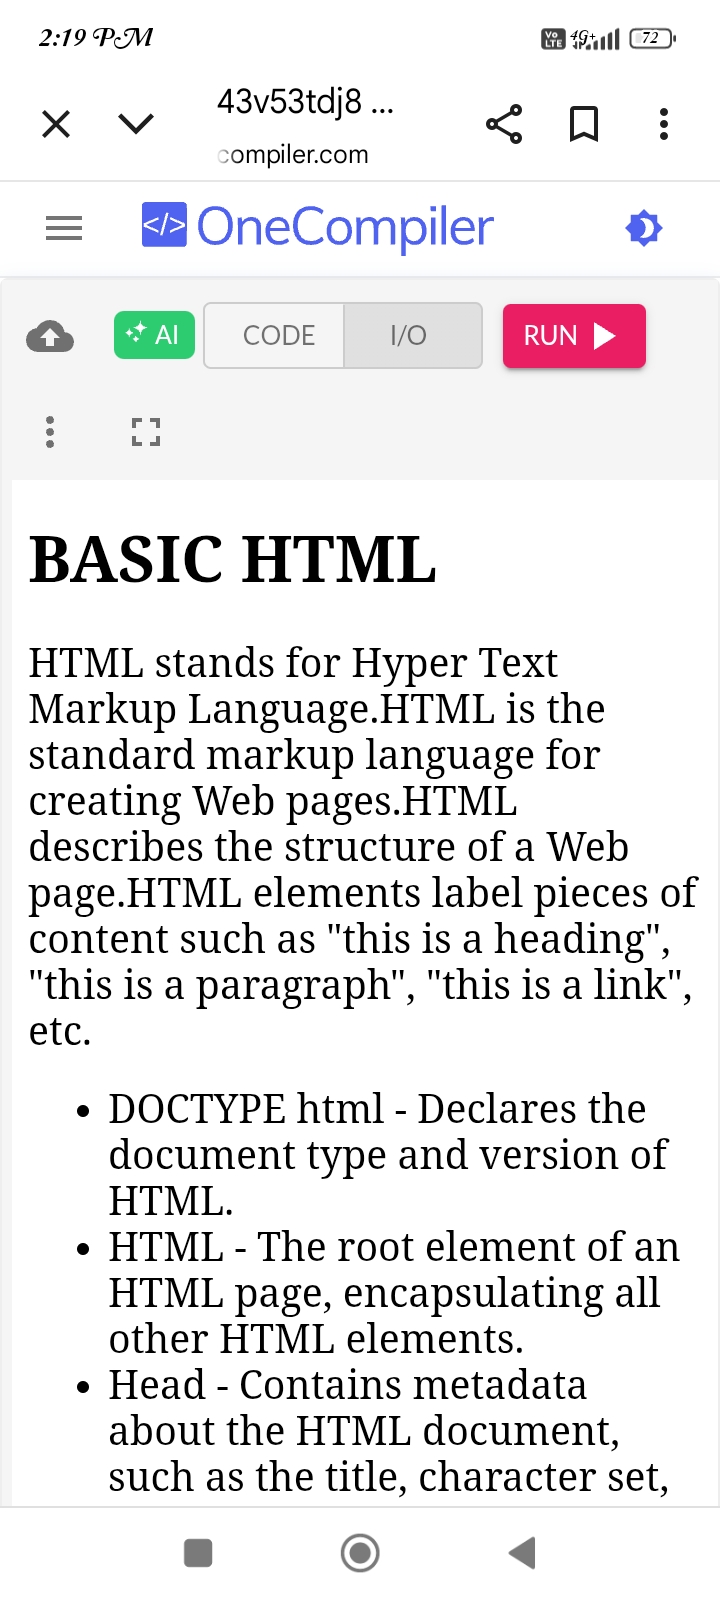 2:19 PM
Vo LTE 4G+ 72
43v53tdj8 ...
compiler.com
</> OneCompiler
AI CODE I/O RUN
BASIC HTML
HTML stands for Hyper Text
Markup Language.HTML is the
standard markup language for
creating Web pages.HTML
describes the structure of a Web
page.HTML elements label pieces of
content such as "this is a heading",
"this is a paragraph", "this is a link",
etc.
• DOCTYPE html - Declares the
document type and version of
HTML.
• HTML - The root element of an
HTML page, encapsulating all
other HTML elements.
• Head - Contains metadata
about the HTML document,
such as the title, character set,